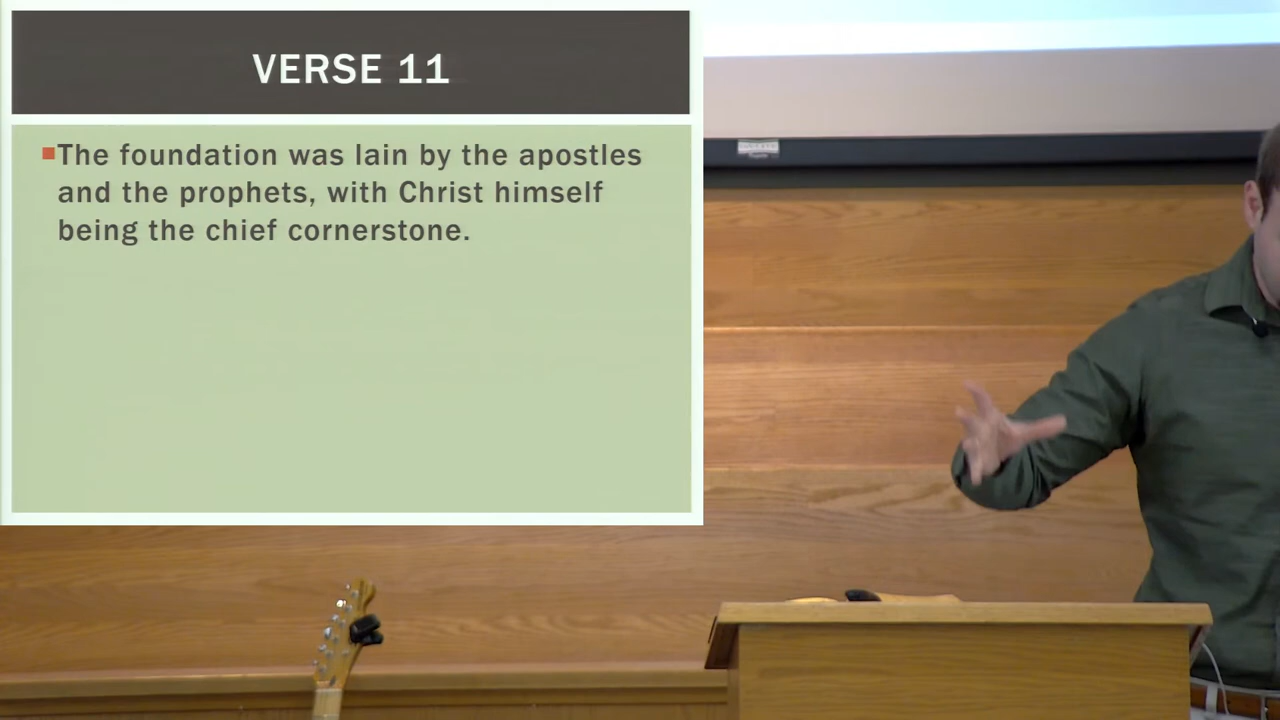 VERSE 11
The foundation was lain by the apostles
and the prophets, with Christ himself
being the chief cornerstone.